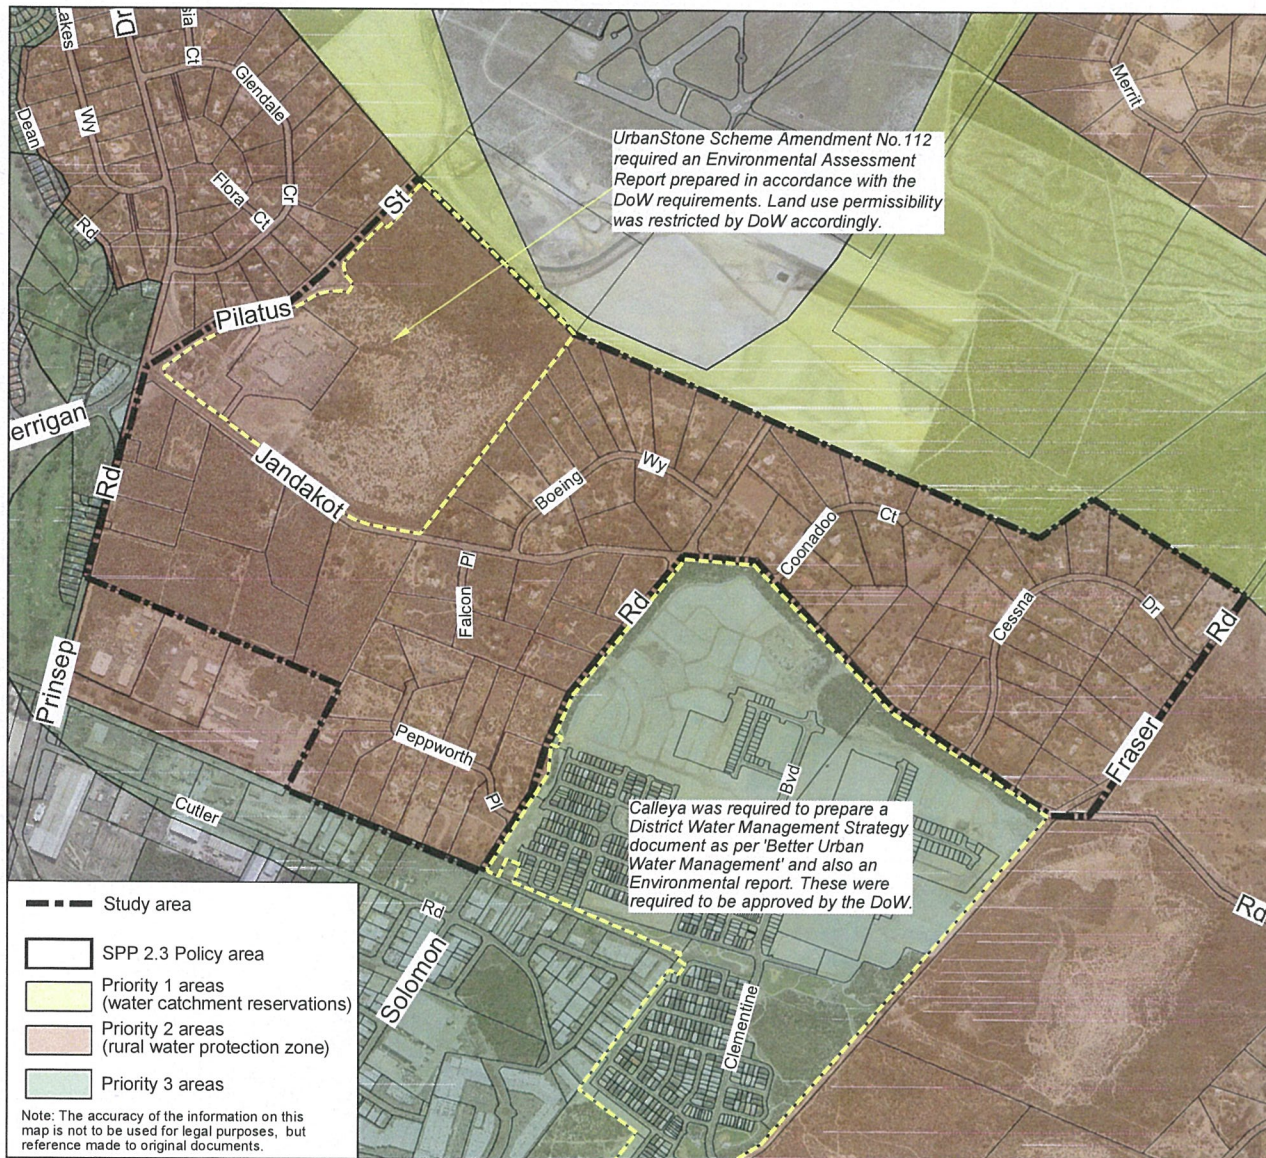 Lakes
Dr
sia
Ct
Glendale
Merrit
Wy
Dean
UrbanStone Scheme Amendment No.112
required an Environmental Assessment
Report prepared in accordance with the
DoW requirements. Land use permissibility
was restricted by DoW accordingly.
Flora
Ct
Cr
St
Rd
Pilatus
errigan
Jandakot
Rd
Boeing
Wy
Coonadoo
Ct
Falcon
Pl
Rd
Cessna
Dr
Rd
Prinsep
Peppworth
Pl
Fraser
Bvd
Cutler
Calleya was required to prepare a
District Water Management Strategy
document as per 'Better Urban
Water Management' and also an
Environmental report. These were
required to be approved by the DoW.
Rd
Rd
Solomon
Clementine
Study area
SPP 2.3 Policy area
Priority 1 areas
(water catchment reservations)
Priority 2 areas
(rural water protection zone)
Priority 3 areas
Note: The accuracy of the information on this
map is not to be used for legal purposes, but
reference made to original documents.